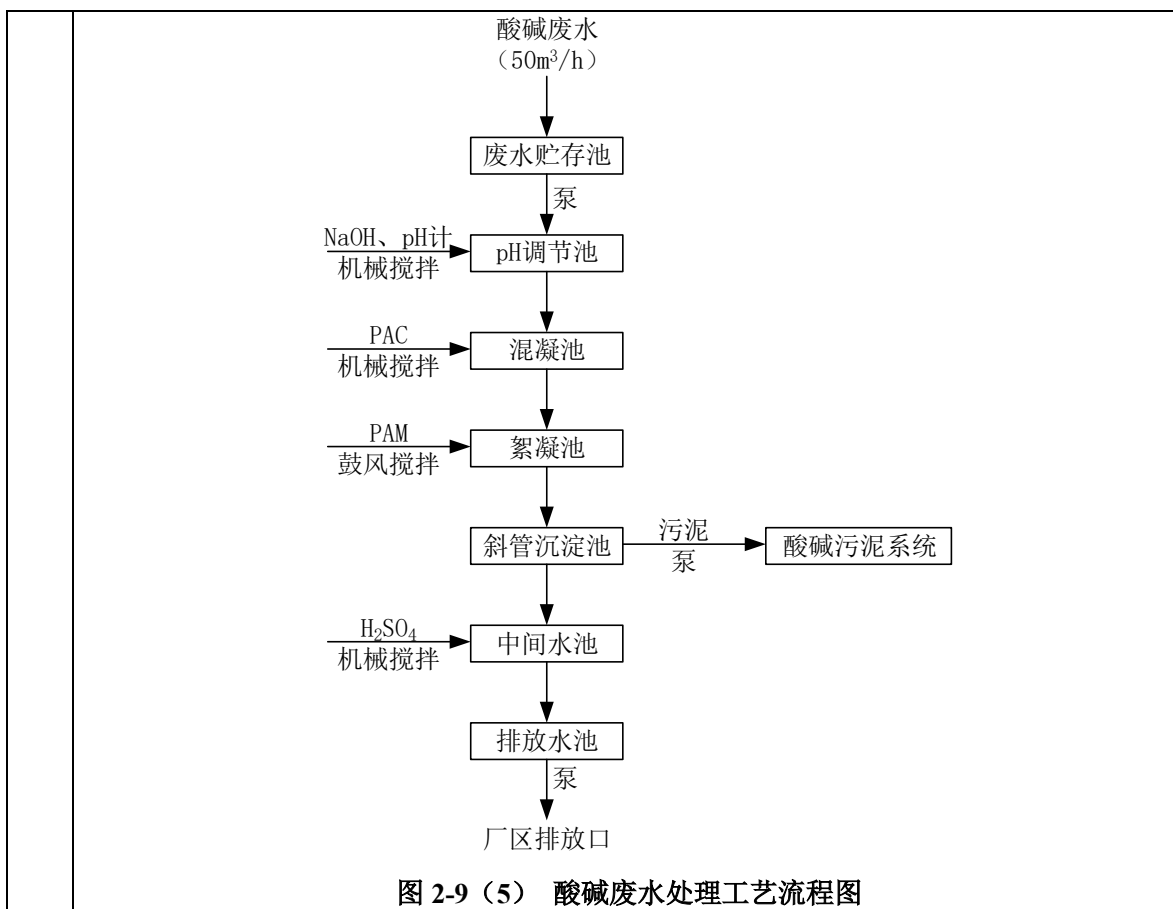 酸碱废水
（50m³/h）
废水贮存池
泵
NaOH、pH计
机械搅拌
pH调节池
PAC
机械搅拌
混凝池
PAM
鼓风搅拌
絮凝池
斜管沉淀池
污泥
泵
酸碱污泥系统
H₂SO₄
机械搅拌
中间水池
排放水池
泵
厂区排放口
图 2-9（5） 酸碱废水处理工艺流程图